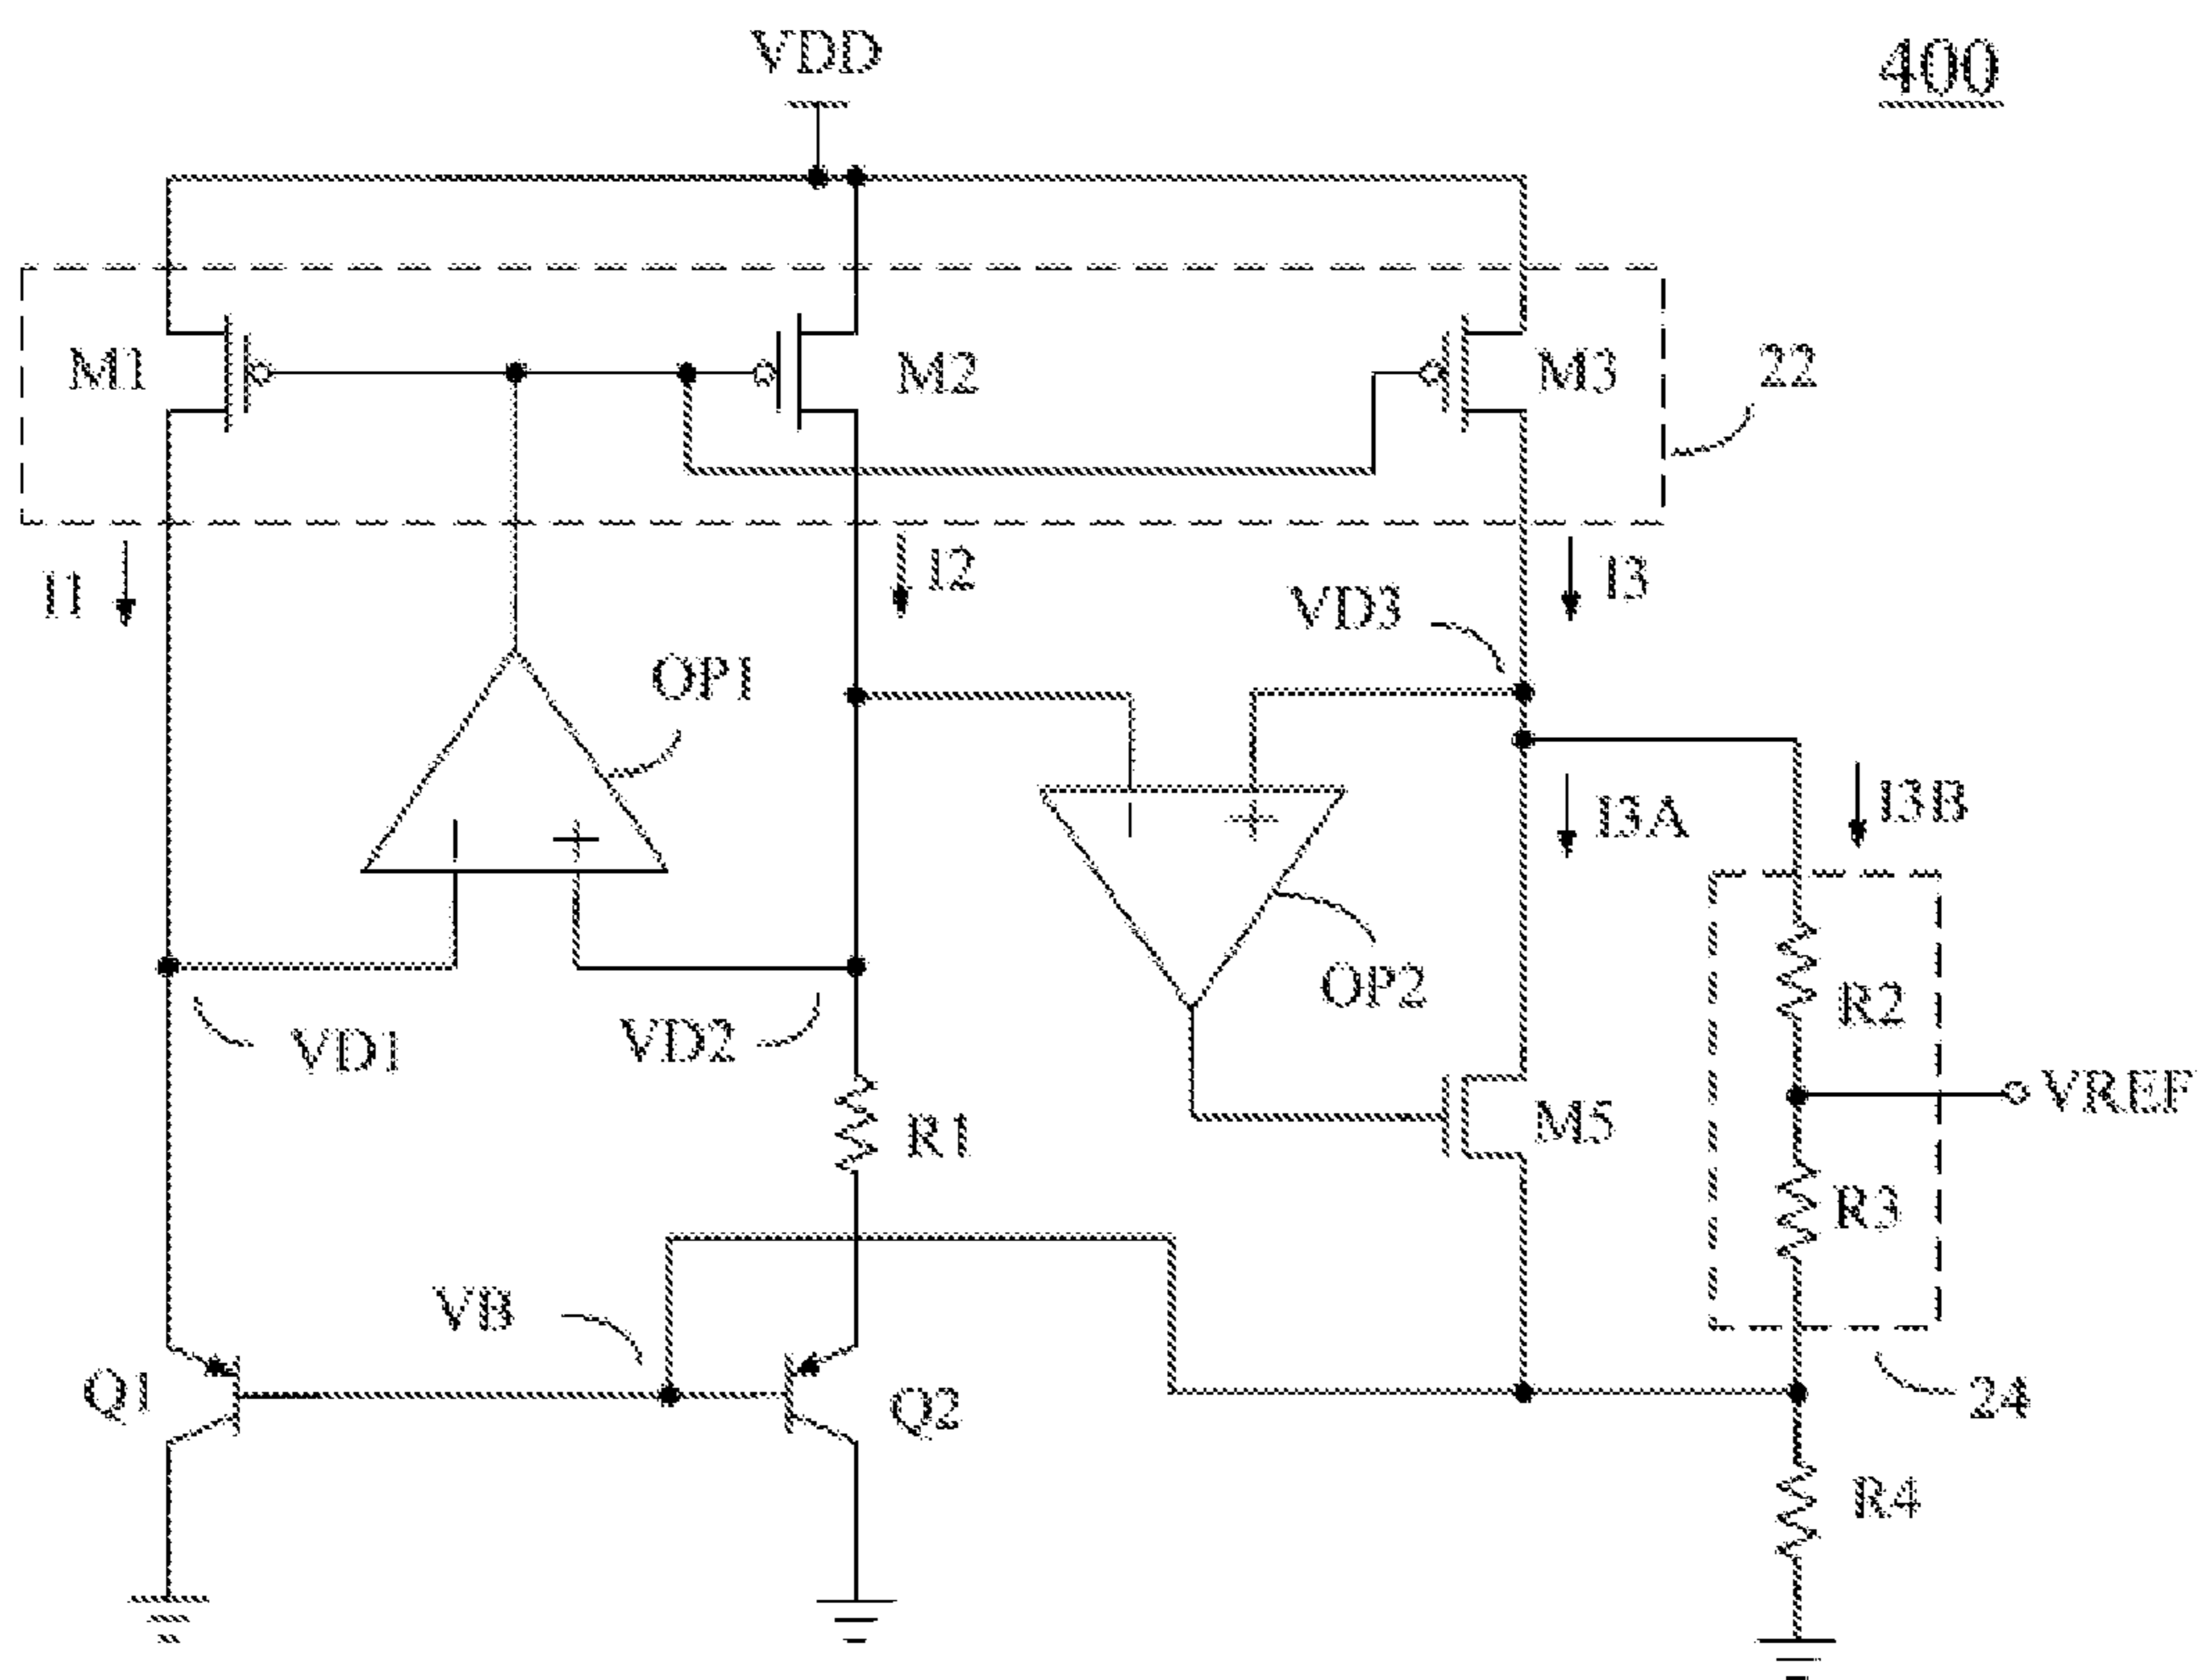 VDD
400
M1
M2
M3
22
I1
I2
I3
VD3
OP1
I3A
I3B
OP2
R2
VD1
VD2
R1
M5
VREF
R3
VB
Q1
Q2
24
R4